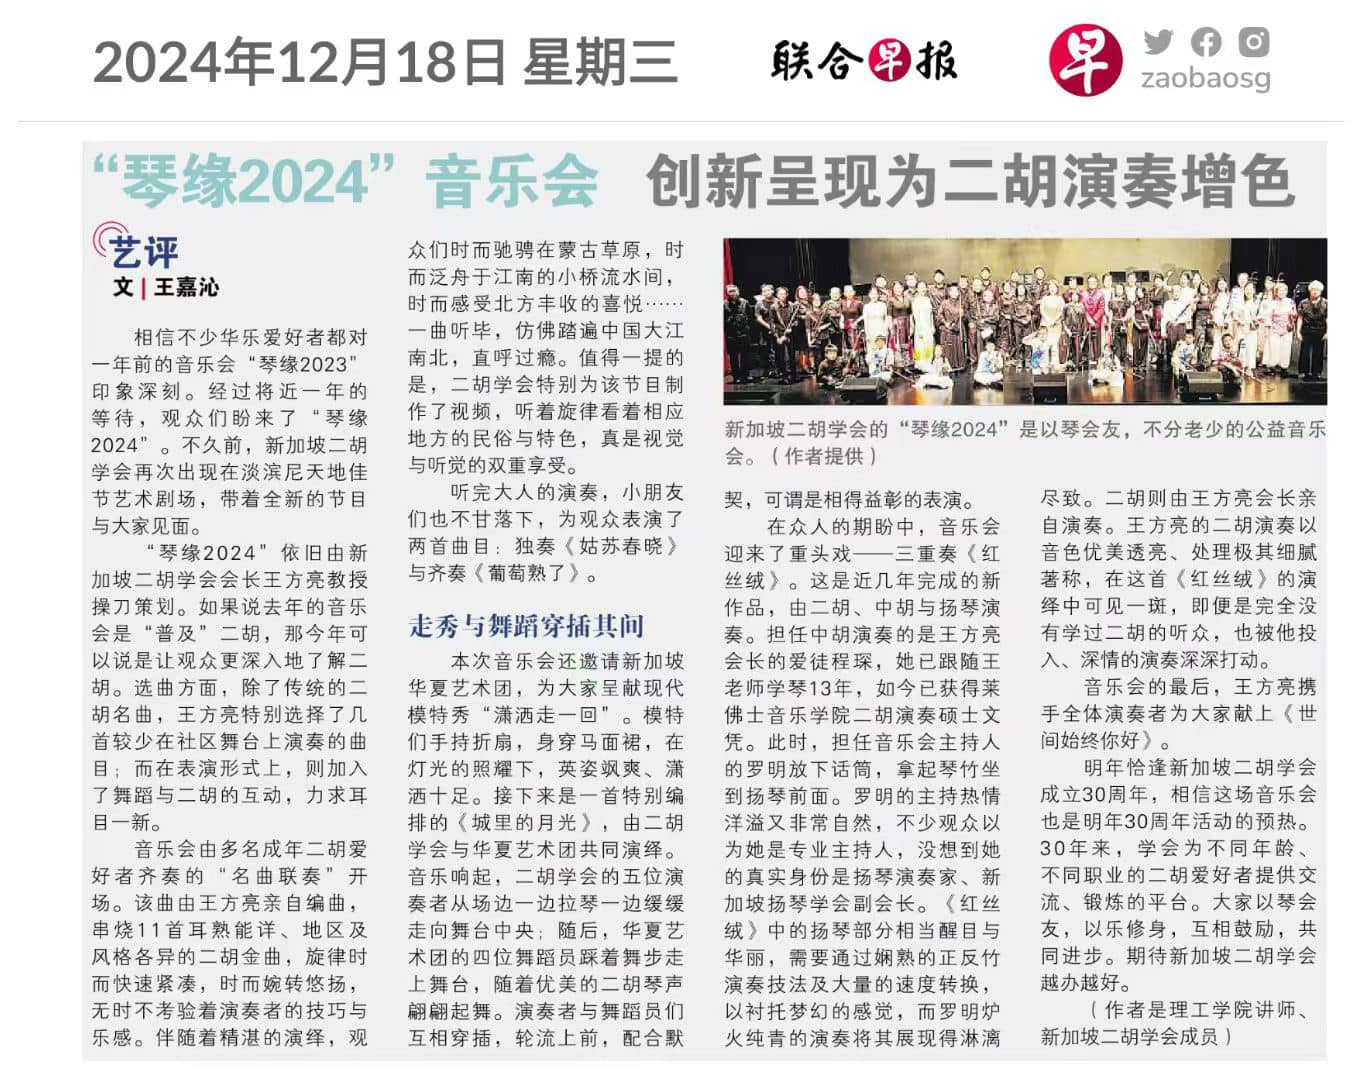 2024年12月18日 星期三
联合早报
早
zaobaosg
“琴缘2024”音乐会 创新呈现为二胡演奏增色
艺评
文｜王嘉沁
相信不少华乐爱好者都对
一年前的音乐会“琴缘2023”
印象深刻。经过将近一年的
等待，观众们盼来了“琴缘
2024”。不久前，新加坡二胡
学会再次出现在淡滨尼天地佳
节艺术剧场，带着全新的节目
与大家见面。
“琴缘2024”依旧由新
加坡二胡学会会长王方亮教授
操刀策划。如果说去年的音乐
会是“普及”二胡，那今年可
以说是让观众更深入地了解二
胡。选曲方面，除了传统的二
胡名曲，王方亮特别选择了几
首较少在社区舞台上演奏的曲
目；而在表演形式上，则加入
了舞蹈与二胡的互动，力求耳
目一新。
音乐会由多名成年二胡爱
好者齐奏的“名曲联奏”开
场。该曲由王方亮亲自编曲，
串烧11首耳熟能详、地区及
风格各异的二胡金曲，旋律时
而快速紧凑，时而婉转悠扬，
无时不考验着演奏者的技巧与
乐感。伴随着精湛的演绎，观
众们时而驰骋在蒙古草原，时
而泛舟于江南的小桥流水间，
时而感受北方丰收的喜悦……
一曲听毕，仿佛踏遍中国大江
南北，直呼过瘾。值得一提的
是，二胡学会特别为该节目制
作了视频，听着旋律看着相应
地方的民俗与特色，真是视觉
与听觉的双重享受。
听完大人的演奏，小朋友
们也不甘落下，为观众表演了
两首曲目：独奏《姑苏春晓》
与齐奏《葡萄熟了》。
走秀与舞蹈穿插其间
本次音乐会还邀请新加坡
华夏艺术团，为大家呈献现代
模特秀“潇洒走一回”。模特
们手持折扇，身穿马面裙，在
灯光的照耀下，英姿飒爽、潇
洒十足。接下来是一首特别编
排的《城里的月光》，由二胡
学会与华夏艺术团共同演绎。
音乐响起，二胡学会的五位演
奏者从场边一边拉琴一边缓缓
走向舞台中央；随后，华夏艺
术团的四位舞蹈员踩着舞步走
上舞台，随着优美的二胡琴声
翩翩起舞。演奏者与舞蹈员们
互相穿插，轮流上前，配合默
新加坡二胡学会的“琴缘2024”是以琴会友，不分老少的公益音乐
会。（作者提供）
契，可谓是相得益彰的表演。
在众人的期盼中，音乐会
迎来了重头戏——三重奏《红
丝绒》。这是近几年完成的新
作品，由二胡、中胡与扬琴演
奏。担任中胡演奏的是王方亮
会长的爱徒程琛，她已跟随王
老师学琴13年，如今已获得莱
佛士音乐学院二胡演奏硕士文
凭。此时，担任音乐会主持人
的罗明放下话筒，拿起琴竹坐
到扬琴前面。罗明的主持热情
洋溢又非常自然，不少观众以
为她是专业主持人，没想到她
的真实身份是扬琴演奏家、新
加坡扬琴学会副会长。《红丝
绒》中的扬琴部分相当醒目与
华丽，需要通过娴熟的正反竹
演奏技法及大量的速度转换，
以衬托梦幻的感觉，而罗明炉
火纯青的演奏将其展现得淋漓
尽致。二胡则由王方亮会长亲
自演奏。王方亮的二胡演奏以
音色优美透亮、处理极其细腻
著称，在这首《红丝绒》的演
绎中可见一斑，即便是完全没
有学过二胡的听众，也被他投
入、深情的演奏深深打动。
音乐会的最后，王方亮携
手全体演奏者为大家献上《世
间始终你好》。
明年恰逢新加坡二胡学会
成立30周年，相信这场音乐会
也是明年30周年活动的预热。
30年来，学会为不同年龄、
不同职业的二胡爱好者提供交
流、锻炼的平台。大家以琴会
友，以乐修身，互相鼓励，共
同进步。期待新加坡二胡学会
越办越好。
（作者是理工学院讲师、
新加坡二胡学会成员）